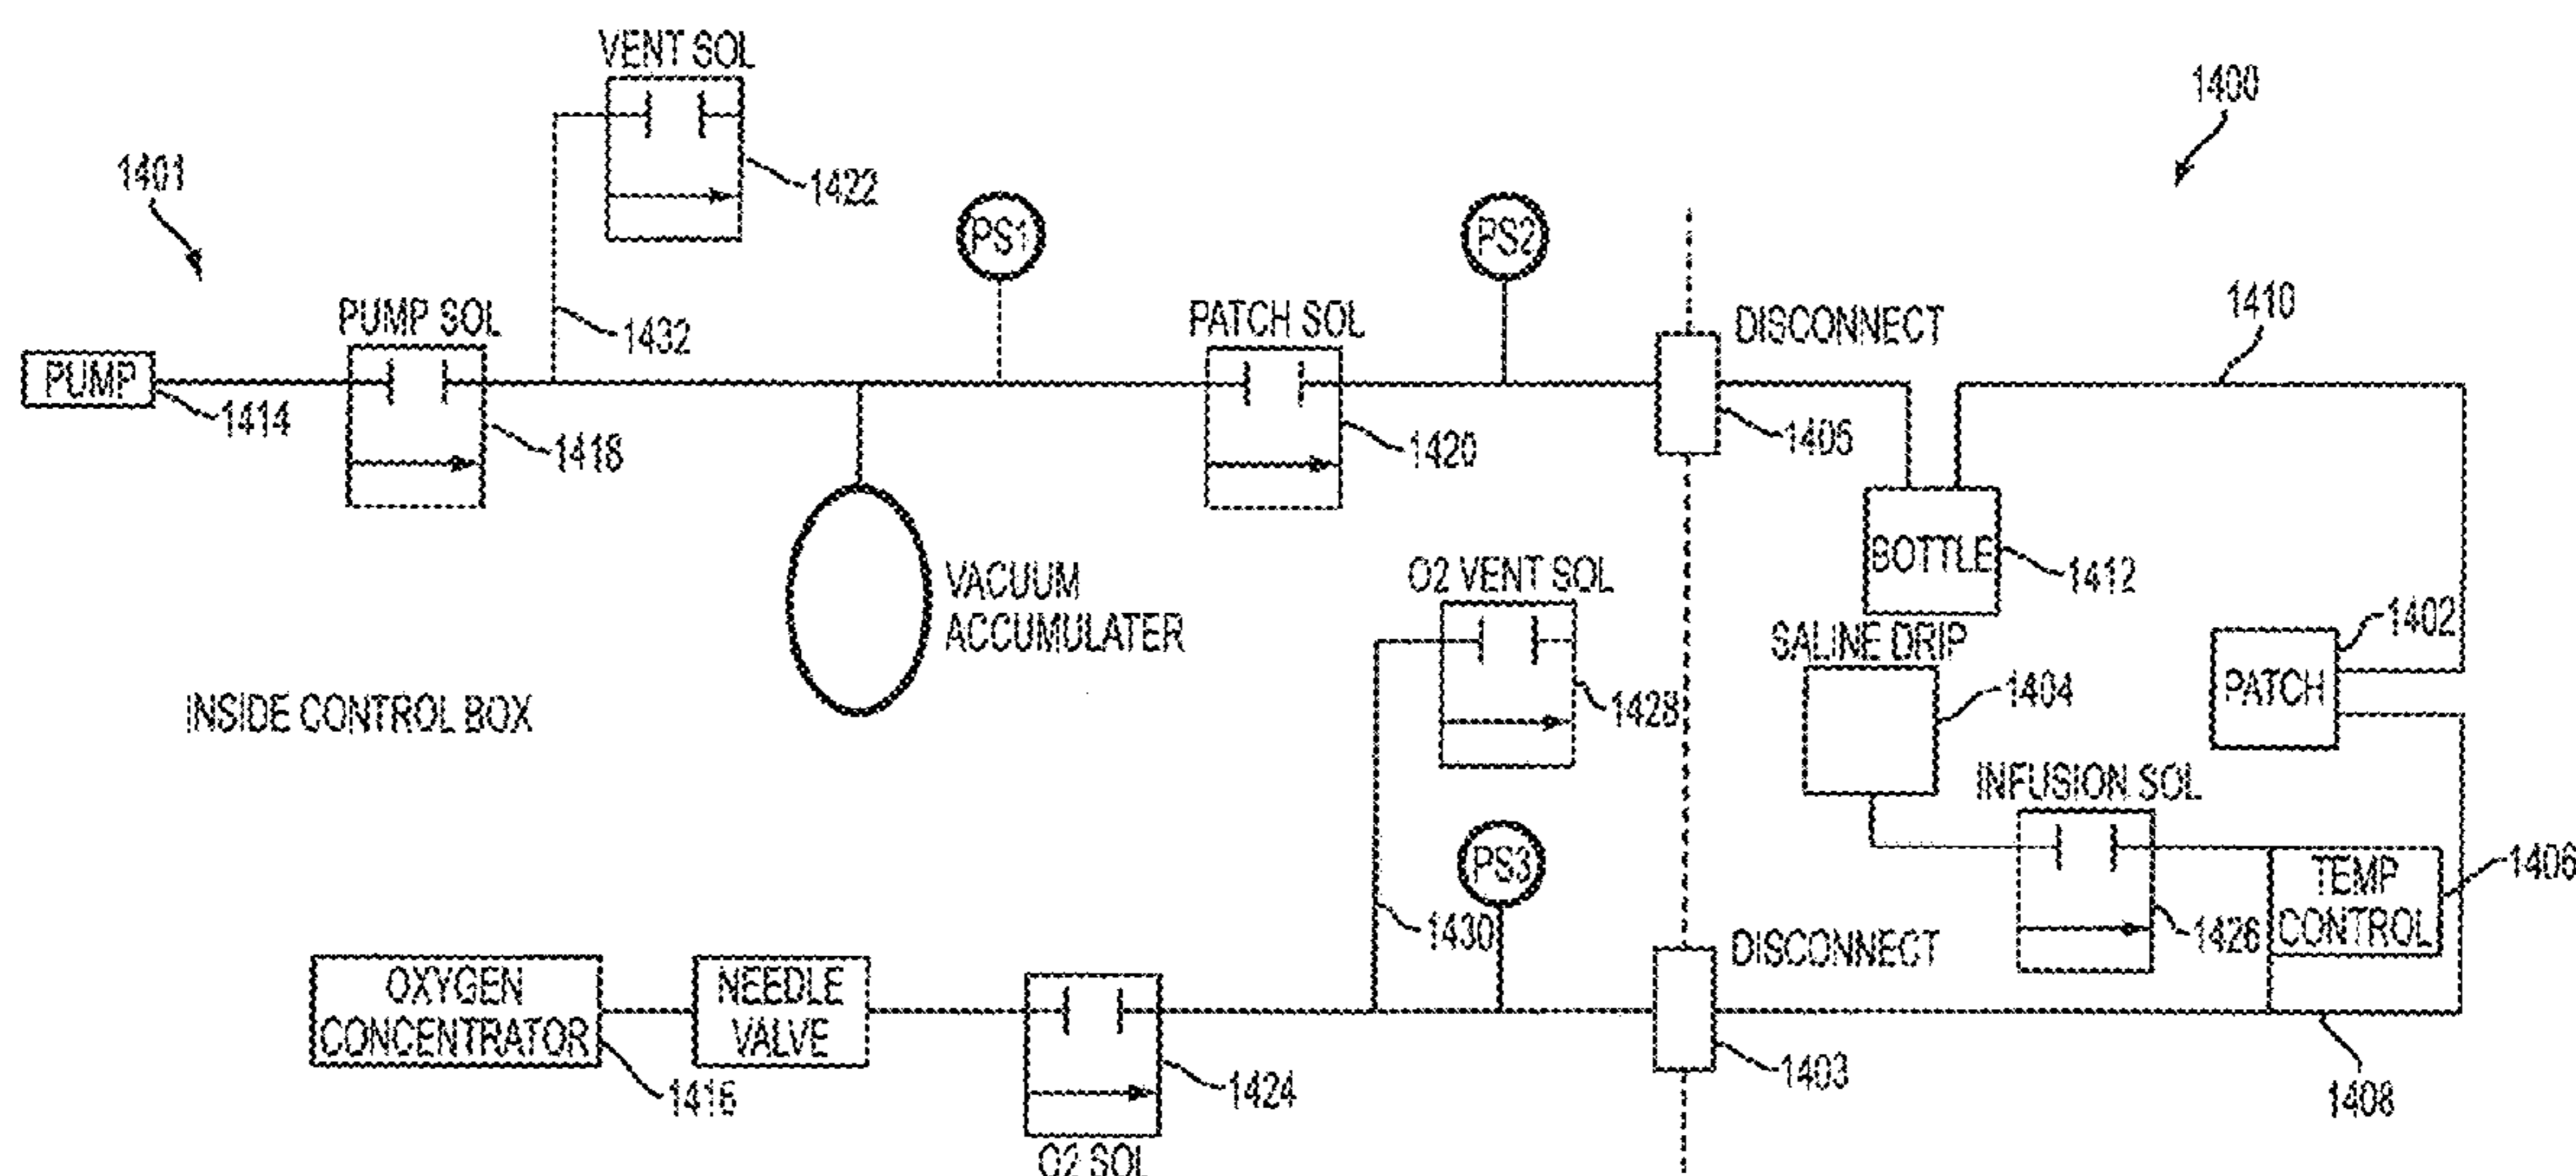 VENT SOL
1400
1401
1422
PS1
PS2
1410
PUMP SOL
1432
PATCH SOL
DISCONNECT
PUMP
1414
1418
1420
1405
BOTTLE
1412
O2 VENT SOL
VACUUM
ACCUMULATER
SALINE DRIP
1402
PATCH
1404
1428
INSIDE CONTROL BOX
INFUSION SOL
PS3
TEMP
CONTROL
1406
1426
1430
DISCONNECT
OXYGEN
CONCENTRATOR
NEEDLE
VALVE
1416
1424
1403
1408
O2 SOL